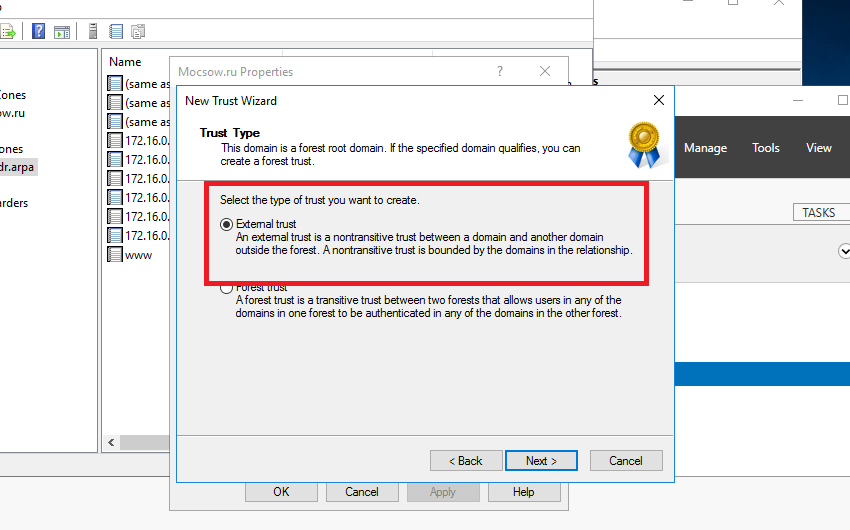 Name
ones
ow.ru
ones
dr.arpa
arders
(same as
(same as
(same as
172.16.0.
172.16.0.
172.16.0.
172.16.0.
172.16.0.
172.16.0.
www
Mocsow.ru Properties
?
New Trust Wizard
Trust Type
This domain is a forest root domain. If the specified domain qualifies, you can
create a forest trust.
Select the type of trust you want to create.
External trust
An external trust is a nontransitive trust between a domain and another domain
outside the forest. A nontransitive trust is bounded by the domains in the relationship.
Forest trust
A forest trust is a transitive trust between two forests that allows users in any of the
domains in one forest to be authenticated in any of the domains in the other forest.
< Back
Next >
Cancel
OK
Cancel
Apply
Help
s
Manage
Tools
View
TASKS